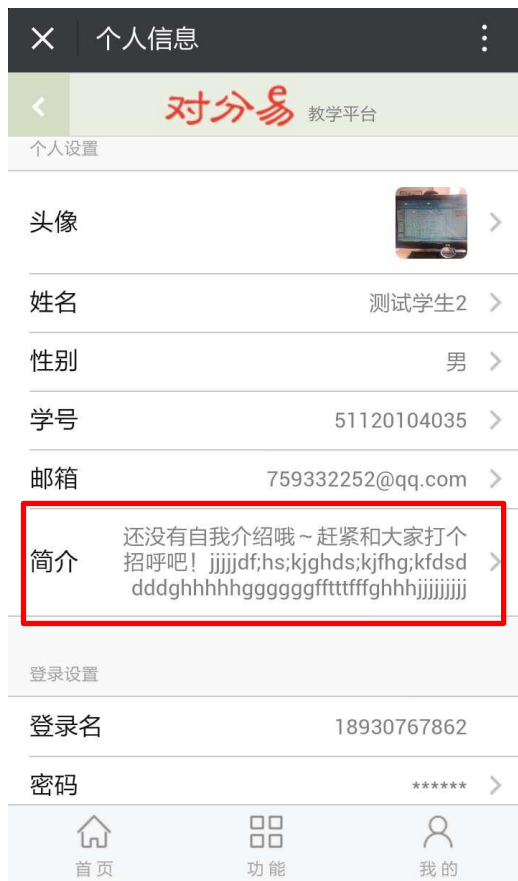 个人信息
对分易 教学平台
个人设置
头像
姓名 测试学生2
性别 男
学号 51120104035
邮箱 759332252@qq.com
还没有自我介绍哦~赶紧和大家打个
简介 招呼吧！jjjjjdf;hs;kjghds;kjfhg;kfdsd
dddghhhhhggggggffttttfffghhhjjjjjjjjj
登录设置
登录名 18930767862
密码 ******
首页 功能 我的